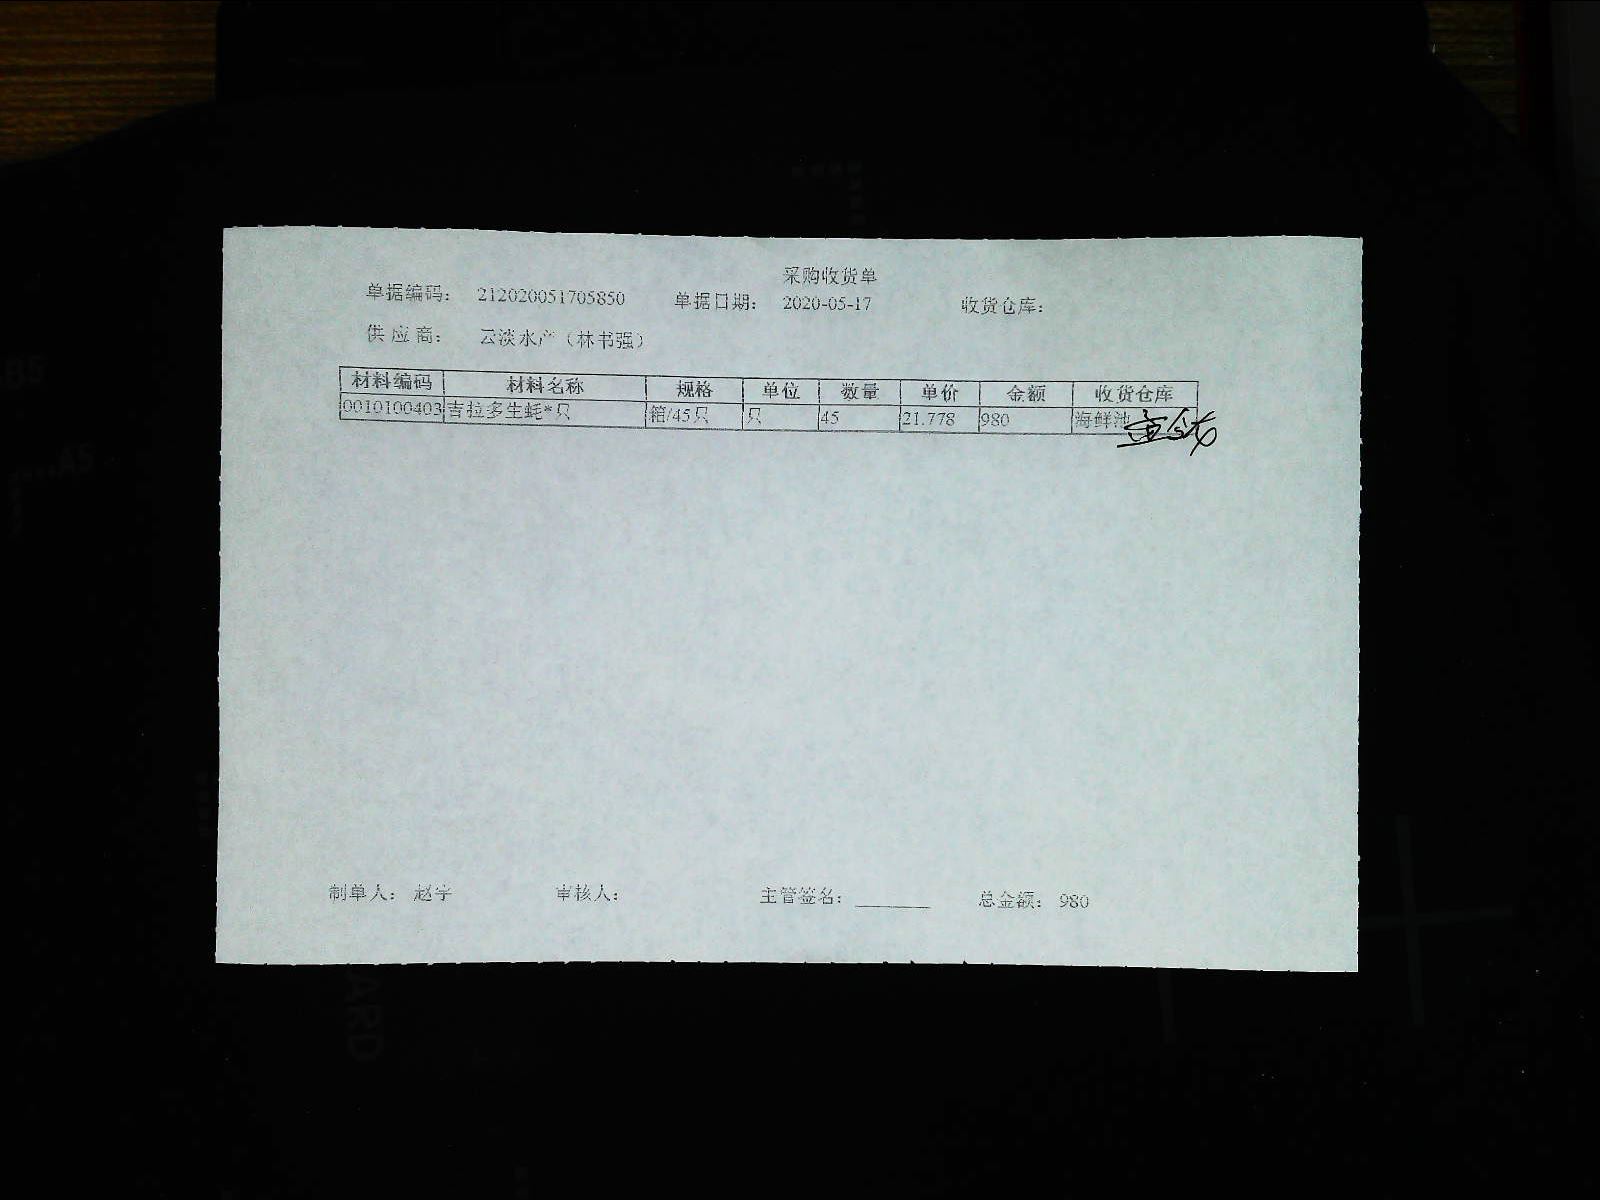 采购收货单
单据编码: 212020051705850 单据日期: 2020-05-17 收货仓库:
供应商: 云淡水产(林书强)
材料编码 材料名称 规格 单位 数量 单价 金额 收货仓库
0010100403 吉拉多生蚝*只 箱/45只 只 45 21.778 980 海鲜池
制单人: 赵宇 审核人: 主管签名: ______ 总金额: 980